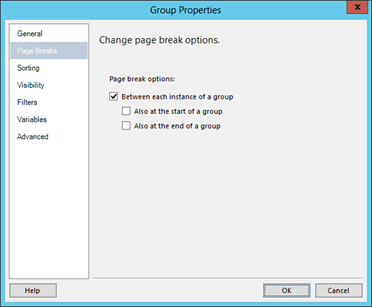 Group Properties
x
General
Page Breaks
Sorting
Visibility
Filters
Variables
Advanced
Change page break options.
Page break options:
Between each instance of a group
Also at the start of a group
Also at the end of a group
Help
OK
Cancel